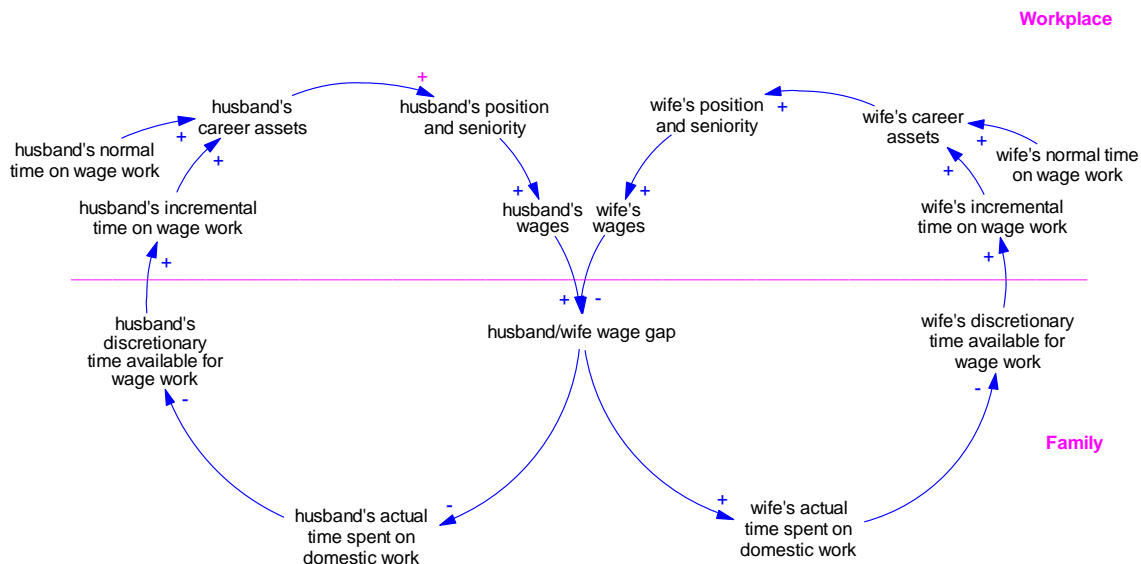 Workplace
+
husband's
career assets
husband's position
and seniority
wife's position
and seniority
+
wife's career
assets
+
husband's normal
time on wage work
+
+
wife's normal time
on wage work
+
husband's incremental
time on wage work
+
husband's
wages
+
wife's
wages
wife's incremental
time on wage work
+
+
+
+ -
husband's
discretionary
time available for
wage work
husband/wife wage gap
wife's discretionary
time available for
wage work
-
-
Family
-
+
husband's actual
time spent on
domestic work
wife's actual
time spent on
domestic work